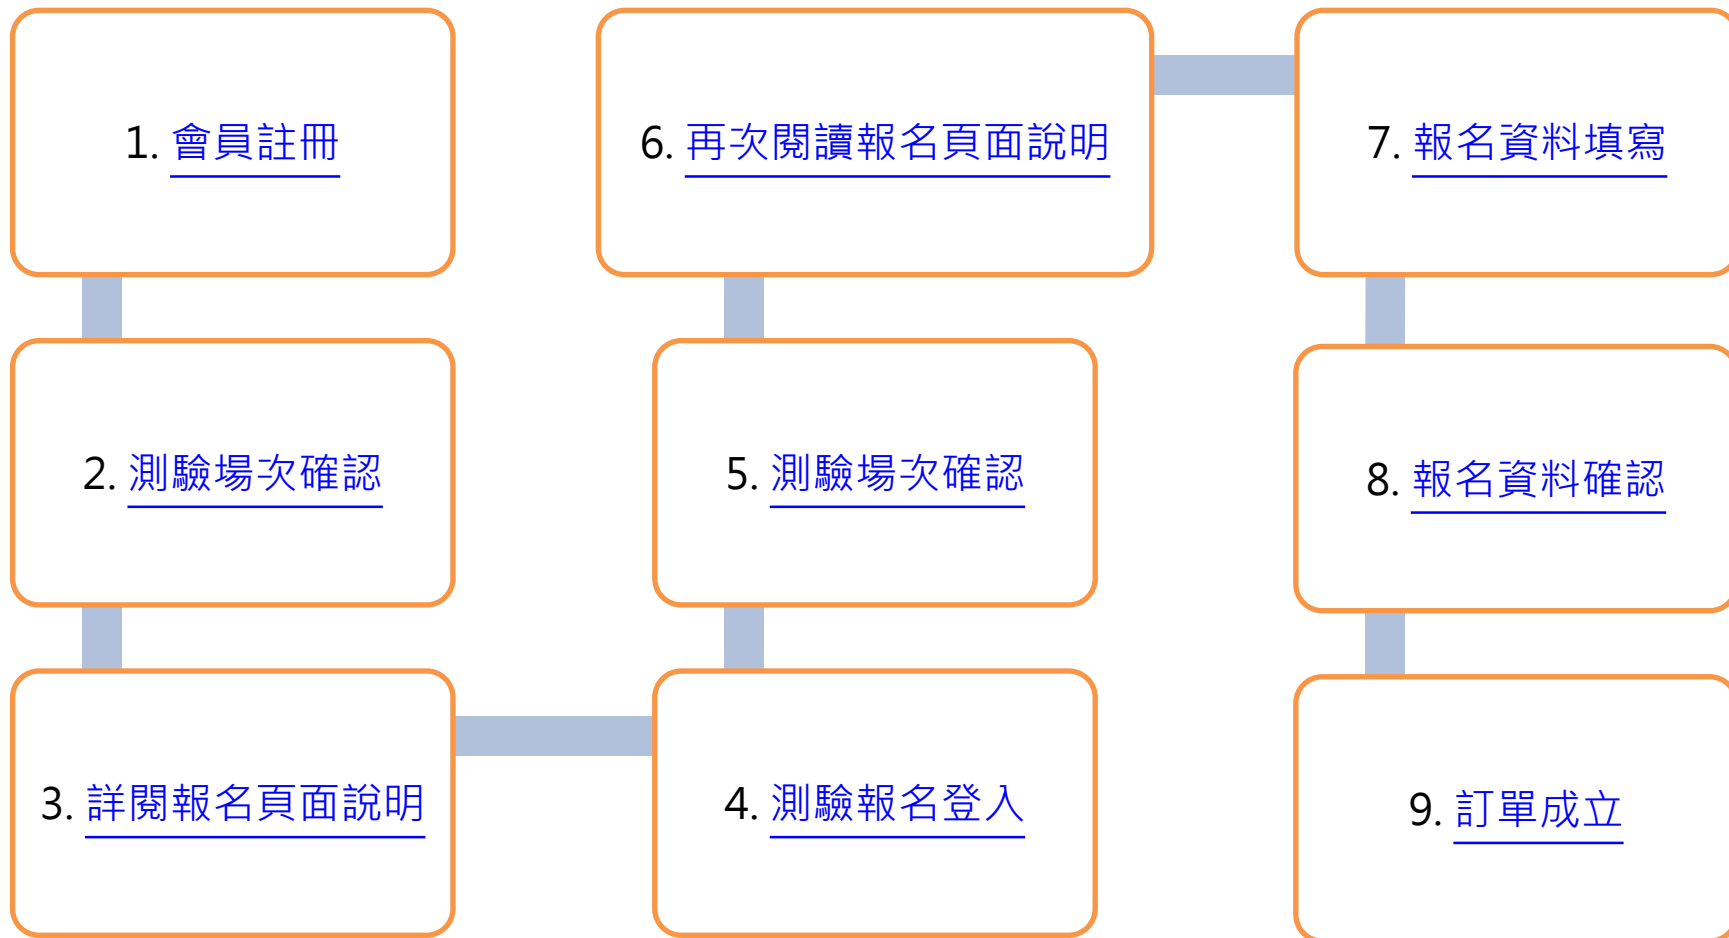 1. 會員註冊
2. 測驗場次確認
3. 詳閱報名頁面說明
4. 測驗報名登入
5. 測驗場次確認
6. 再次閱讀報名頁面說明
7. 報名資料填寫
8. 報名資料確認
9. 訂單成立